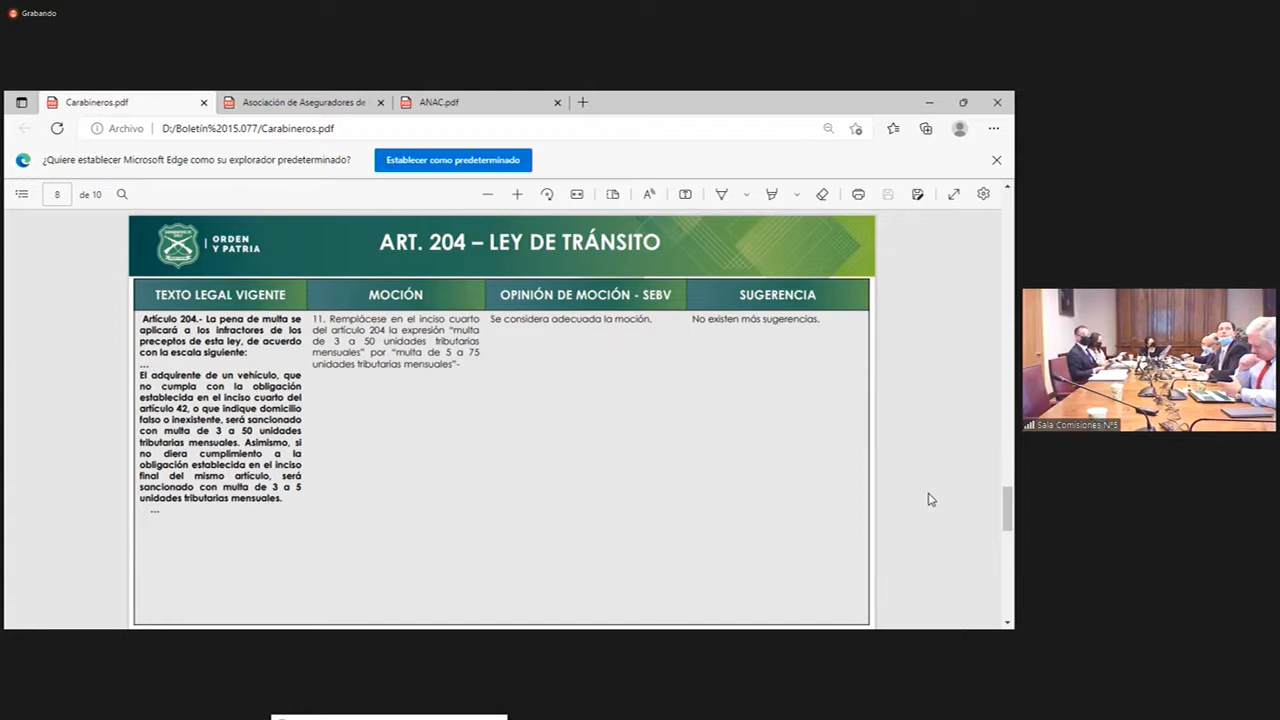 Grabando
Carabineros.pdf
Asociación de Aseguradores de
ANAC.pdf
Archivo
D:/Boletín%2015.077/Carabineros.pdf
¿Quiere establecer Microsoft Edge como su explorador predeterminado?
Establecer como predeterminado
8 de 10
ORDEN
Y PATRIA
ART. 204 – LEY DE TRÁNSITO
TEXTO LEGAL VIGENTE
MOCIÓN
OPINIÓN DE MOCIÓN - SEBV
SUGERENCIA
Artículo 204.- La pena de multa se
aplicará a los infractores de los
preceptos de esta ley, de acuerdo
con la escala siguiente:
...
El adquirente de un vehículo, que
no cumpla con la obligación
establecida en el inciso cuarto del
artículo 42, o que indique domicilio
falso o inexistente, será sancionado
con multa de 3 a 50 unidades
tributarias mensuales. Asimismo, si
no diera cumplimiento a la
obligación establecida en el inciso
final del mismo artículo, será
sancionado con multa de 3 a 5
unidades tributarias mensuales.
...
11. Remplácese en el inciso cuarto
del artículo 204 la expresión “multa
de 3 a 50 unidades tributarias
mensuales” por “multa de 5 a 75
unidades tributarias mensuales”-
Se considera adecuada la moción.
No existen más sugerencias.
Sala Comisiones N°5